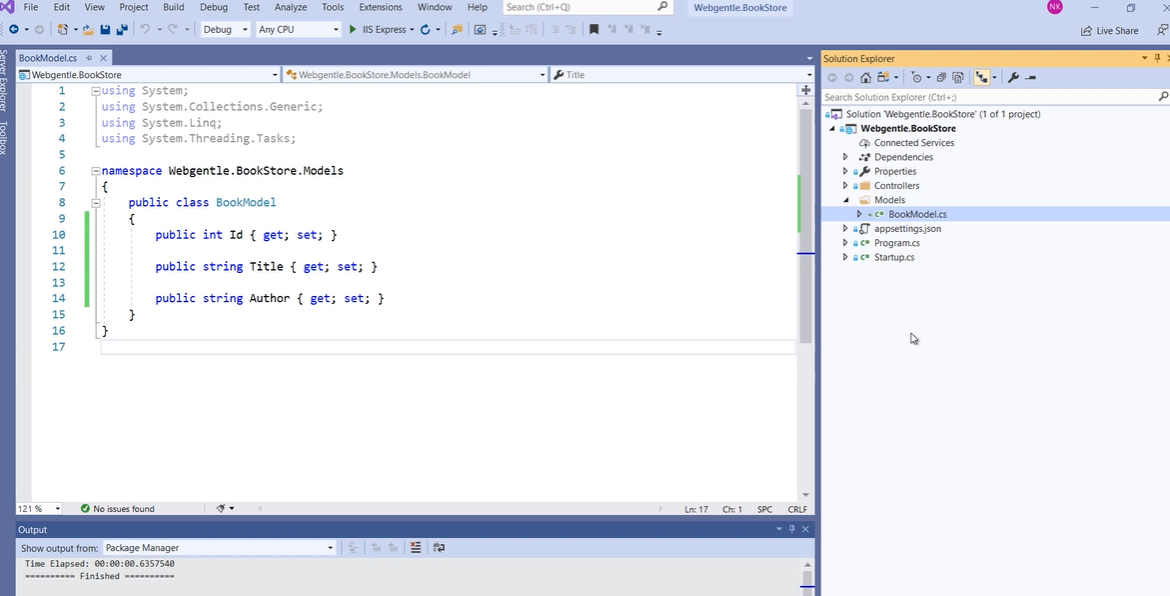 File Edit View Project Build Debug Test Analyze Tools Extensions Window Help Search (Ctrl+Q) Webgentle.BookStore NK
Debug Any CPU IIS Express Live Share
Server Explorer
Toolbox
BookModel.cs
Webgentle.BookStore Webgentle.BookStore.Models.BookModel Title
1 using System;
2 using System.Collections.Generic;
3 using System.Linq;
4 using System.Threading.Tasks;
5
6 namespace Webgentle.BookStore.Models
7 {
8 public class BookModel
9 {
10 public int Id { get; set; }
11
12 public string Title { get; set; }
13
14 public string Author { get; set; }
15 }
16 }
17
121 % No issues found Ln: 17 Ch: 1 SPC CRLF
Output
Show output from: Package Manager
Time Elapsed: 00:00:00.6357540
========== Finished ==========
Solution Explorer
Search Solution Explorer (Ctrl+;)
Solution 'Webgentle.BookStore' (1 of 1 project)
Webgentle.BookStore
Connected Services
Dependencies
Properties
Controllers
Models
BookModel.cs
appsettings.json
Program.cs
Startup.cs